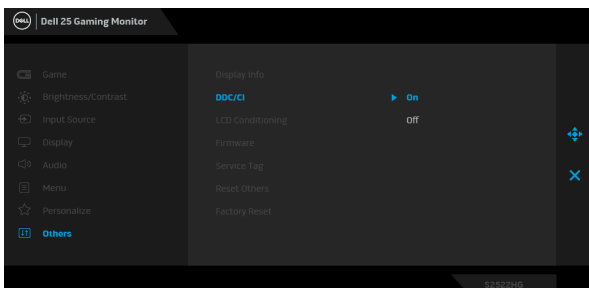 DELL Dell 25 Gaming Monitor
Game
Display Info
Brightness/Contrast
DDC/CI
On
Input Source
LCD Conditioning
Off
Display
Firmware
Audio
Service Tag
Menu
Reset Others
Personalize
Factory Reset
Others
S2522HG